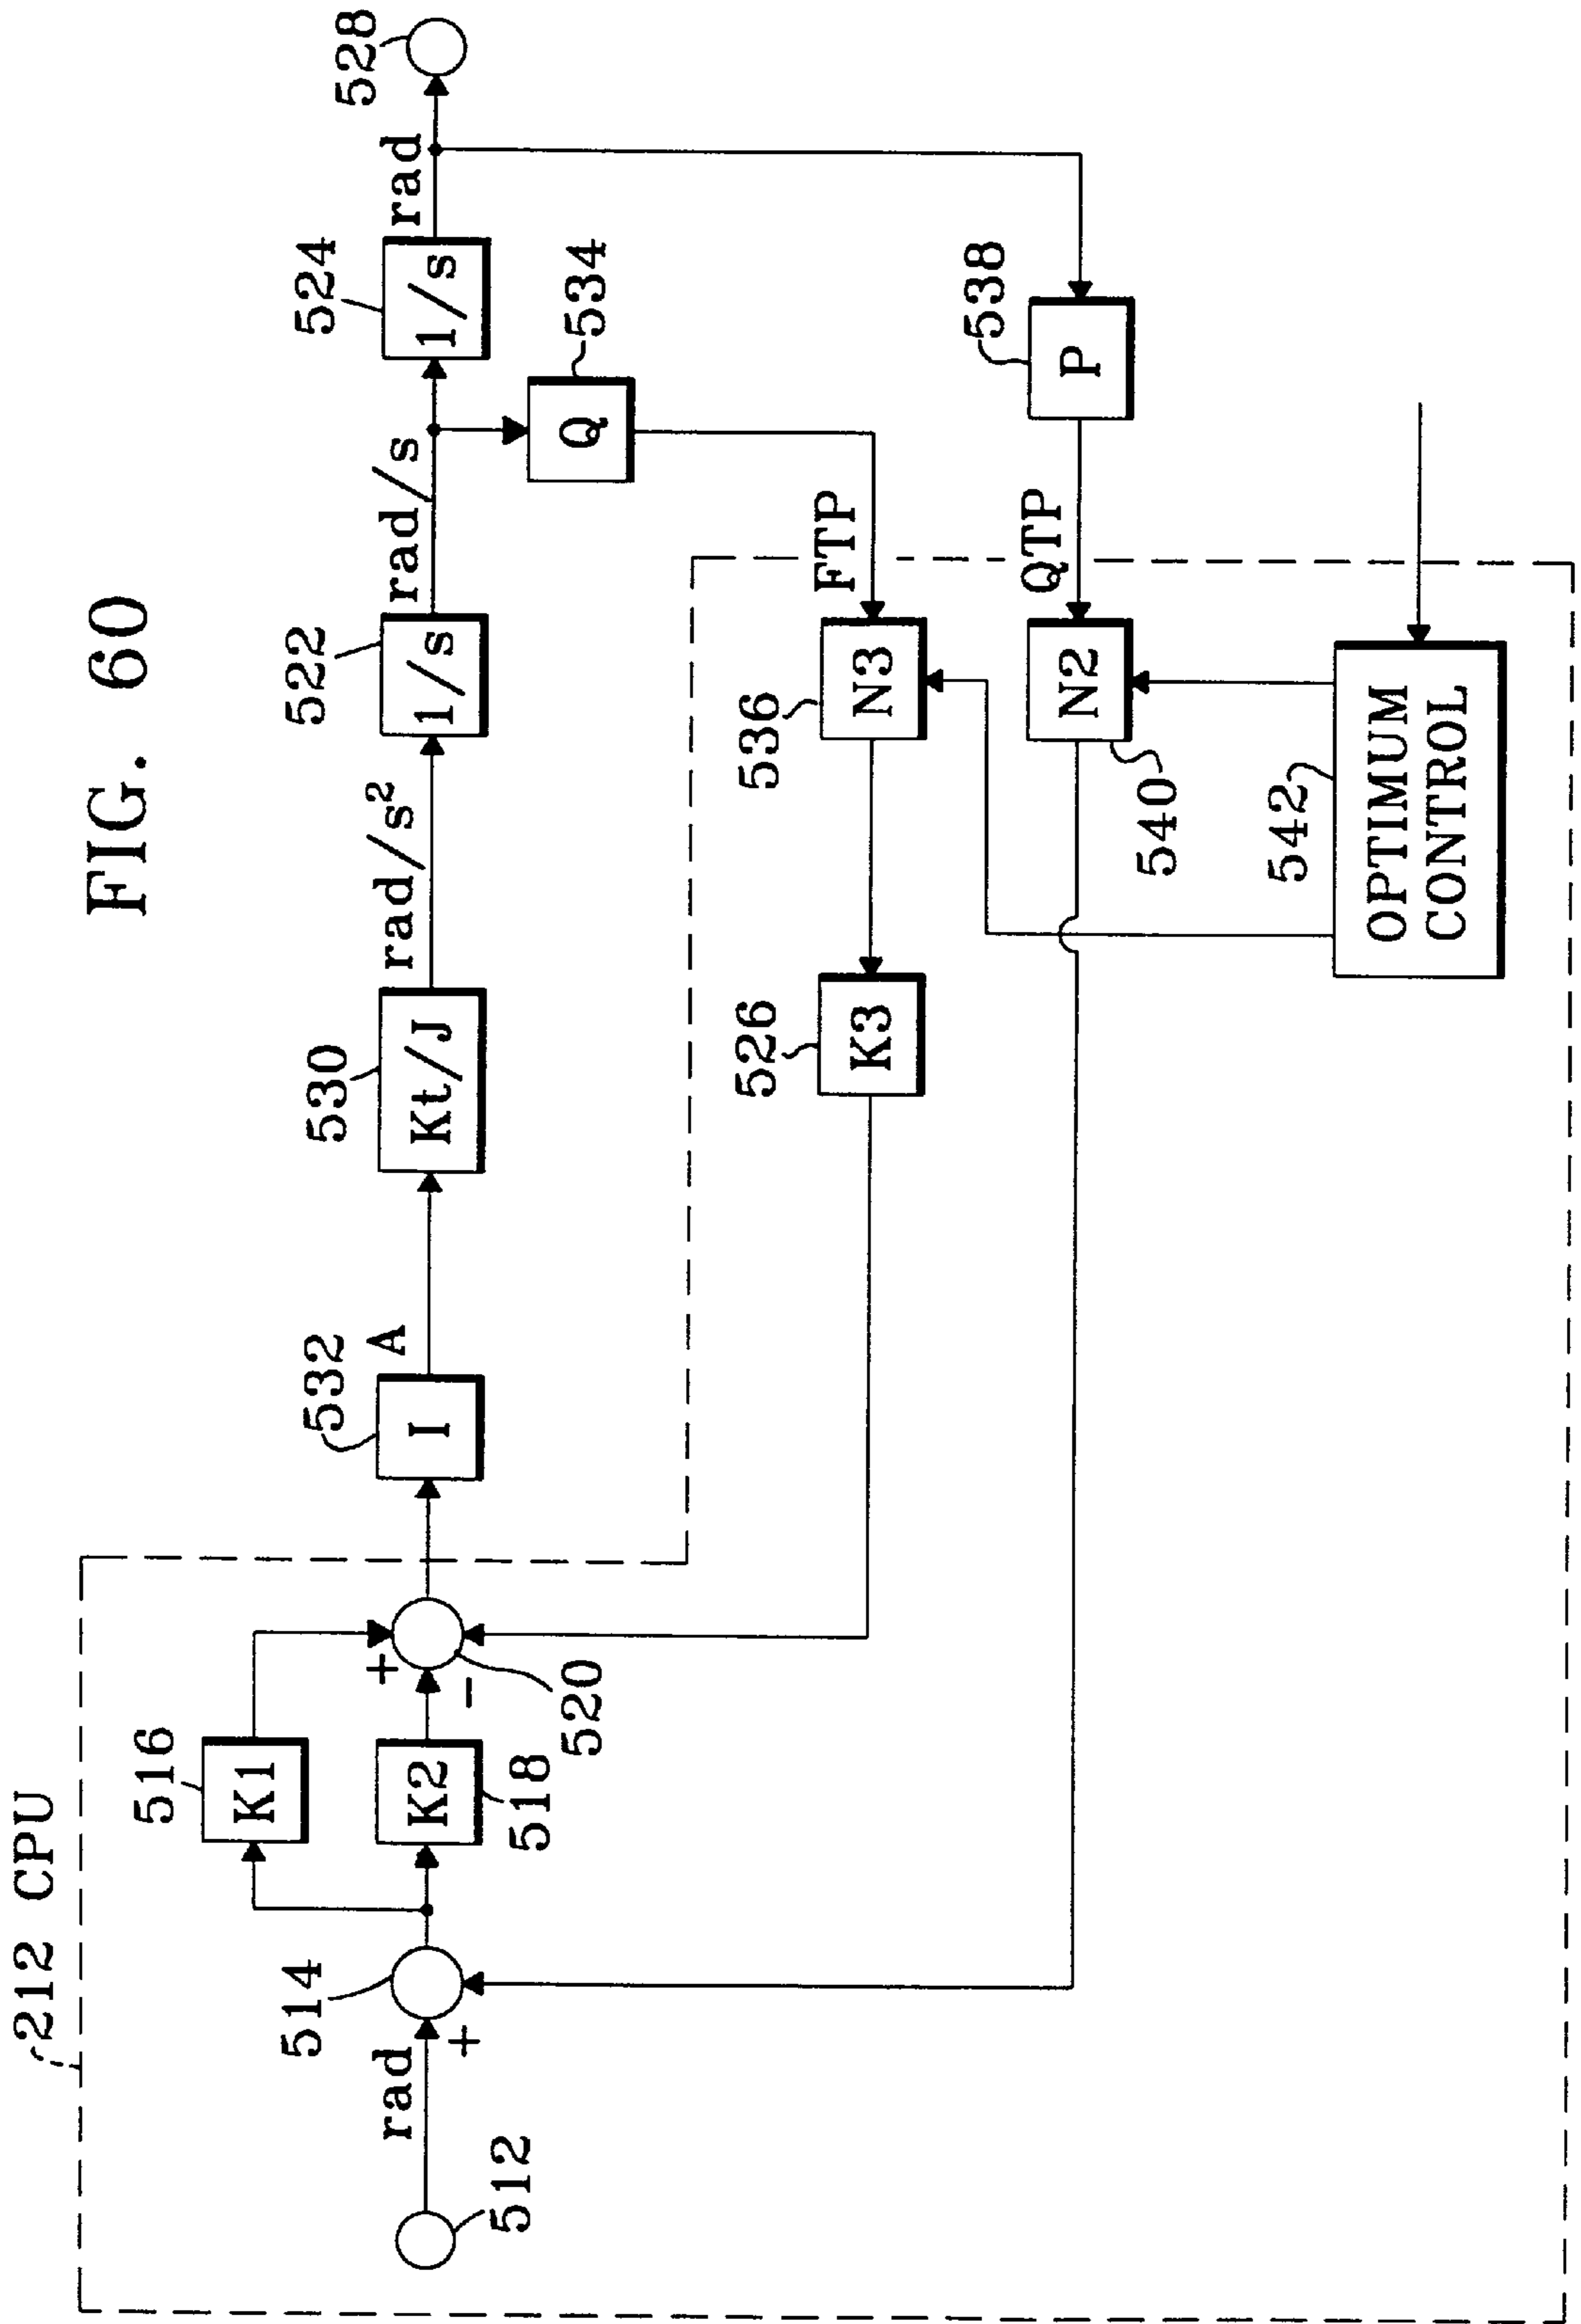 FIG. 60
212 CPU
512
rad
+
514
516
K1
K2
518
+
-
520
532
I
A
530
Kt/J
rad/s²
522
1/s
rad/s
524
1/s
rad
528
Q
534
FTP
536
N3
526
K3
538
P
QTP
N2
540
542
OPTIMUM
CONTROL